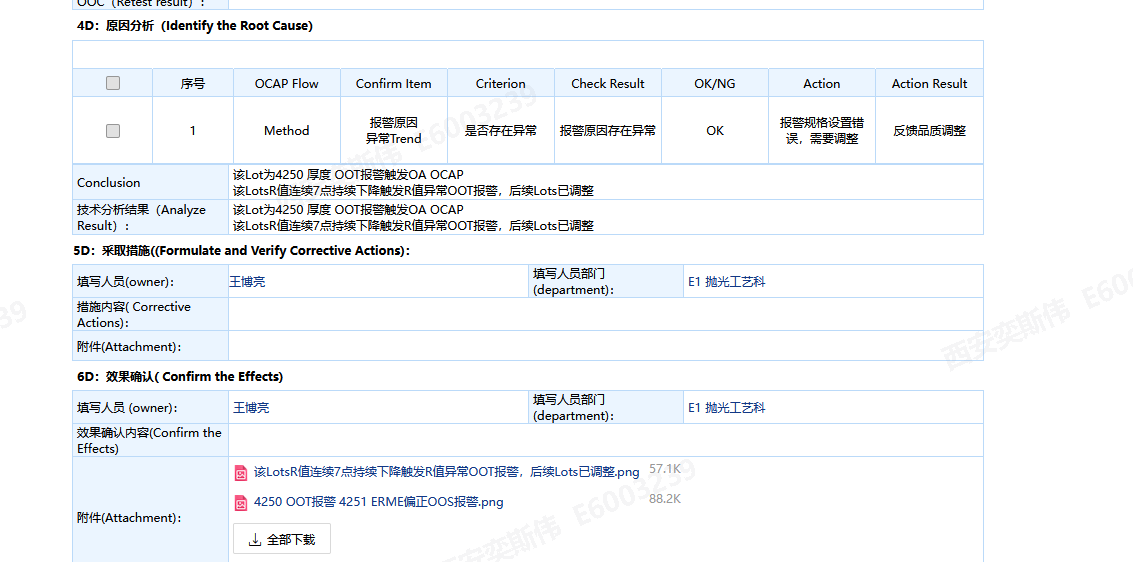 OOC（Retest result）:
4D：原因分析（Identify the Root Cause)
序号 OCAP Flow Confirm Item Criterion Check Result OK/NG Action Action Result
1 Method 报警原因异常Trend 是否存在异常 报警原因存在异常 OK 报警规格设置错误，需要调整 反馈品质调整
Conclusion
该Lot为4250 厚度 OOT报警触发OA OCAP
该LotsR值连续7点持续下降触发R值异常OOT报警，后续Lots已调整
技术分析结果（Analyze
Result）：
该Lot为4250 厚度 OOT报警触发OA OCAP
该LotsR值连续7点持续下降触发R值异常OOT报警，后续Lots已调整
5D：采取措施((Formulate and Verify Corrective Actions)：
填写人员(owner)： 王博亮
填写人员部门
(department)：
E1 抛光工艺科
措施内容( Corrective
Actions)：
附件(Attachment)：
6D：效果确认( Confirm the Effects)
填写人员 (owner)： 王博亮
填写人员部门
(department)：
E1 抛光工艺科
效果确认内容(Confirm the
Effects)
附件(Attachment)：
该LotsR值连续7点持续下降触发R值异常OOT报警，后续Lots已调整.png 57.1K
4250 OOT报警 4251 ERME偏正OOS报警.png 88.2K
全部下载
西安奕斯伟 E6003239